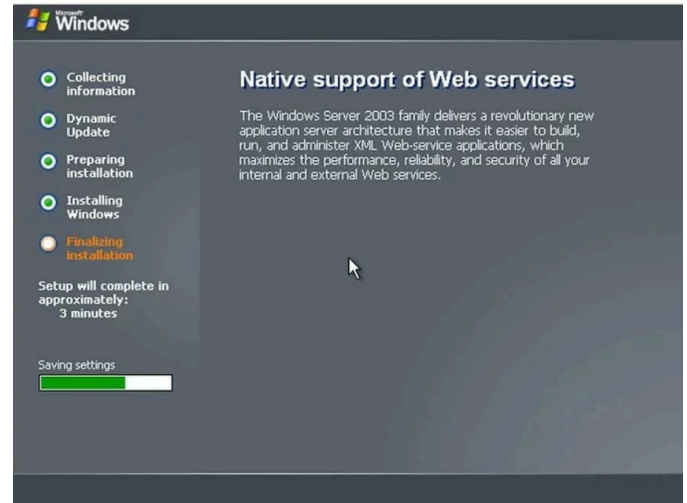 Microsoft
Windows
Collecting
information
Dynamic
Update
Preparing
installation
Installing
Windows
Finalizing
installation
Setup will complete in
approximately:
3 minutes
Saving settings
Native support of Web services
The Windows Server 2003 family delivers a revolutionary new
application server architecture that makes it easier to build,
run, and administer XML Web-service applications, which
maximizes the performance, reliability, and security of all your
internal and external Web services.